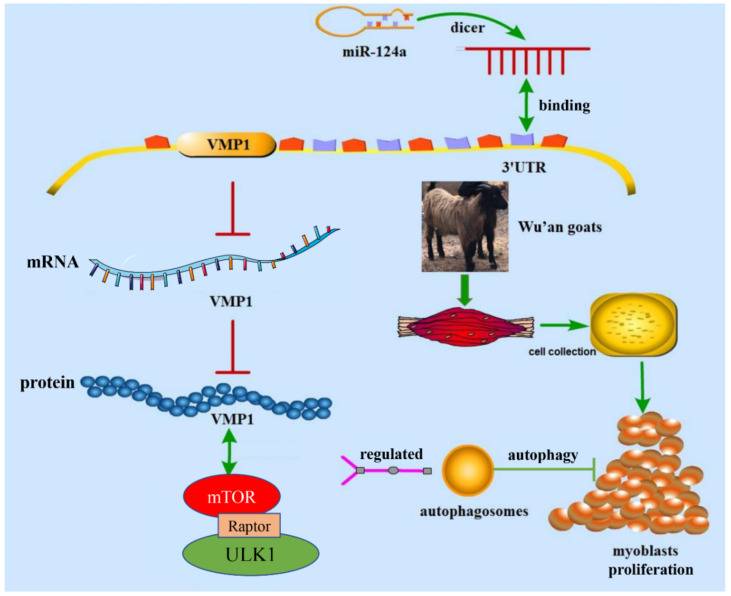 miR-124a
dicer
binding
VMP1
3'UTR
Wu'an goats
mRNA
VMP1
cell collection
protein
VMP1
regulated
autophagy
mTOR
autophagosomes
Raptor
ULK1
myoblasts
proliferation